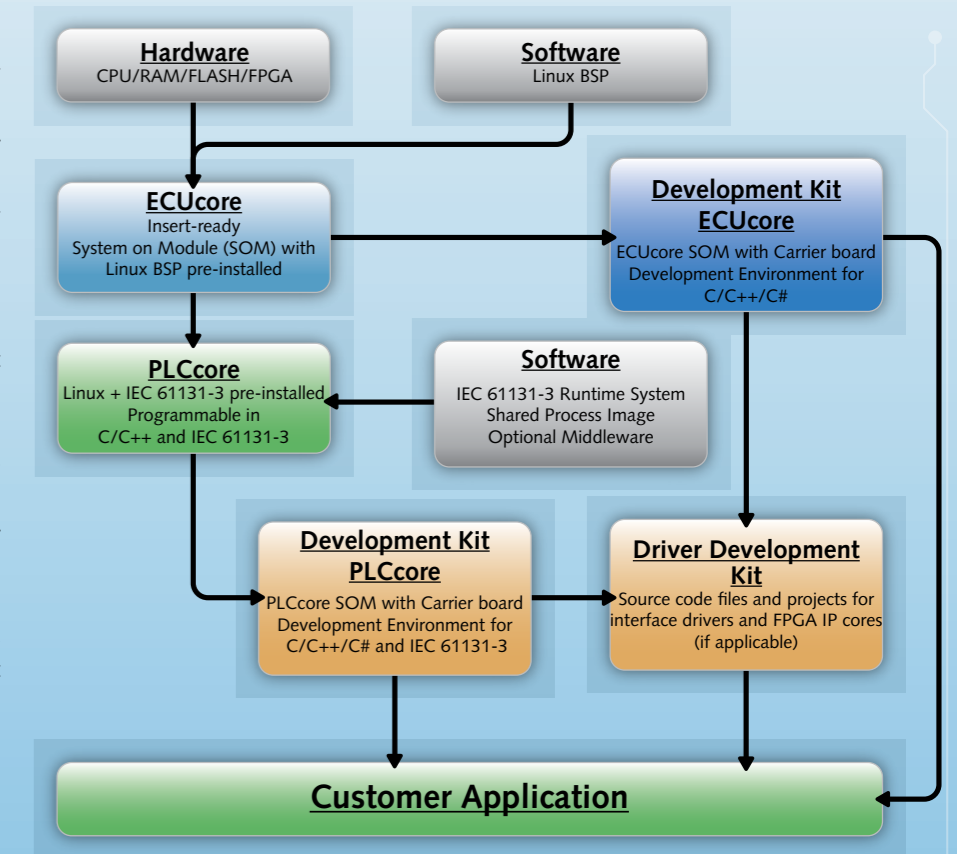 Hardware
CPU/RAM/FLASH/FPGA
Software
Linux BSP
ECUcore
Insert-ready
System on Module (SOM) with
Linux BSP pre-installed
Development Kit
ECUcore
ECUcore SOM with Carrier board
Development Environment for
C/C++/C#
PLCcore
Linux + IEC 61131-3 pre-installed
Programmable in
C/C++ and IEC 61131-3
Software
IEC 61131-3 Runtime System
Shared Process Image
Optional Middleware
Development Kit
PLCcore
PLCcore SOM with Carrier board
Development Environment for
C/C++/C# and IEC 61131-3
Driver Development
Kit
Source code files and projects for
interface drivers and FPGA IP cores
(if applicable)
Customer Application